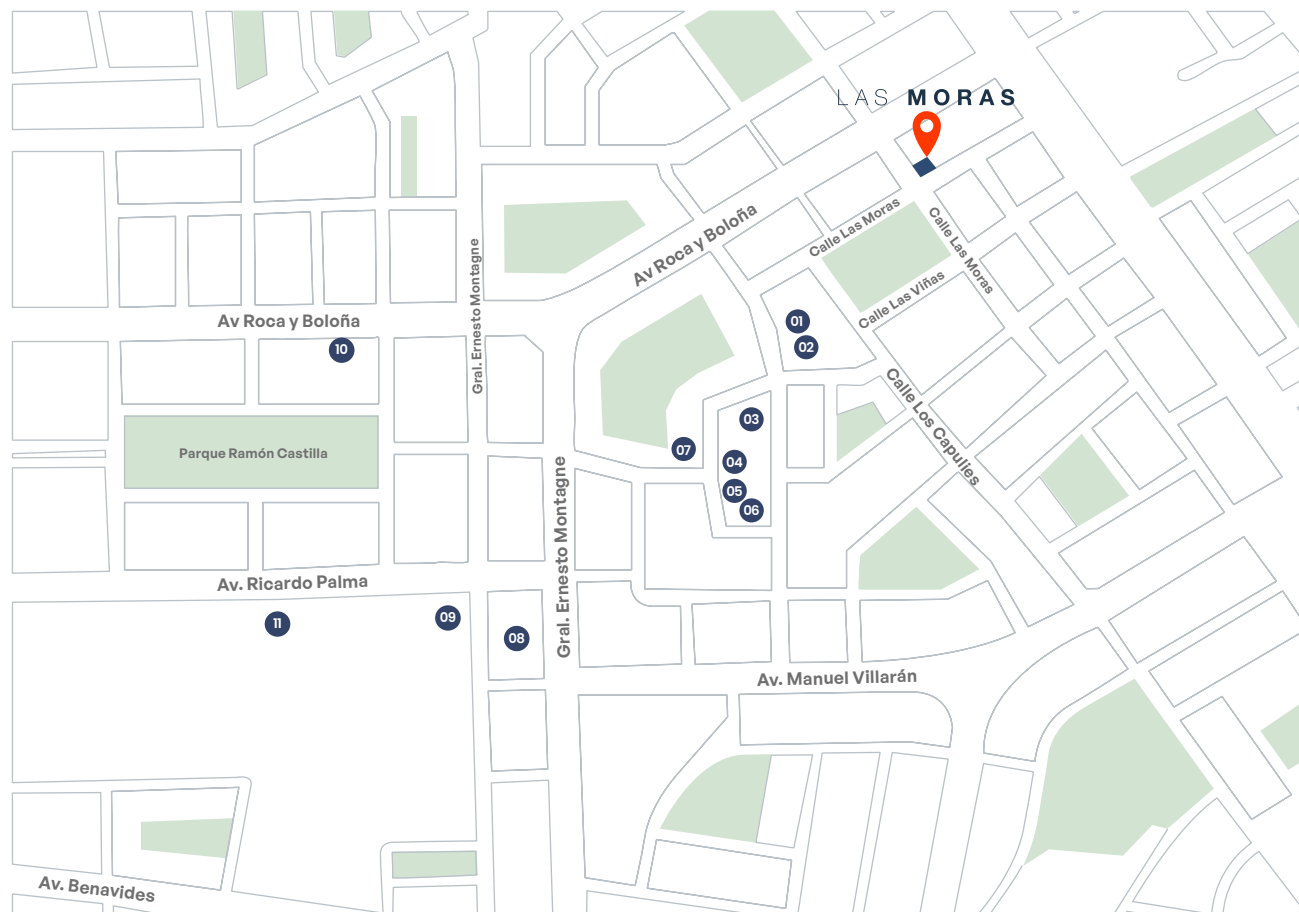 LAS MORAS
Calle Las Moras
Calle Las Moras
Av Roca y Boloña
Gral. Ernesto Montagne
Calle Las Viñas
Av Roca y Boloña
01
10
02
Calle Los Capulíes
03
Parque Ramón Castilla
07
04
05
06
Gral. Ernesto Montagne
Av. Ricardo Palma
09
11
08
Av. Manuel Villarán
Av. Benavides